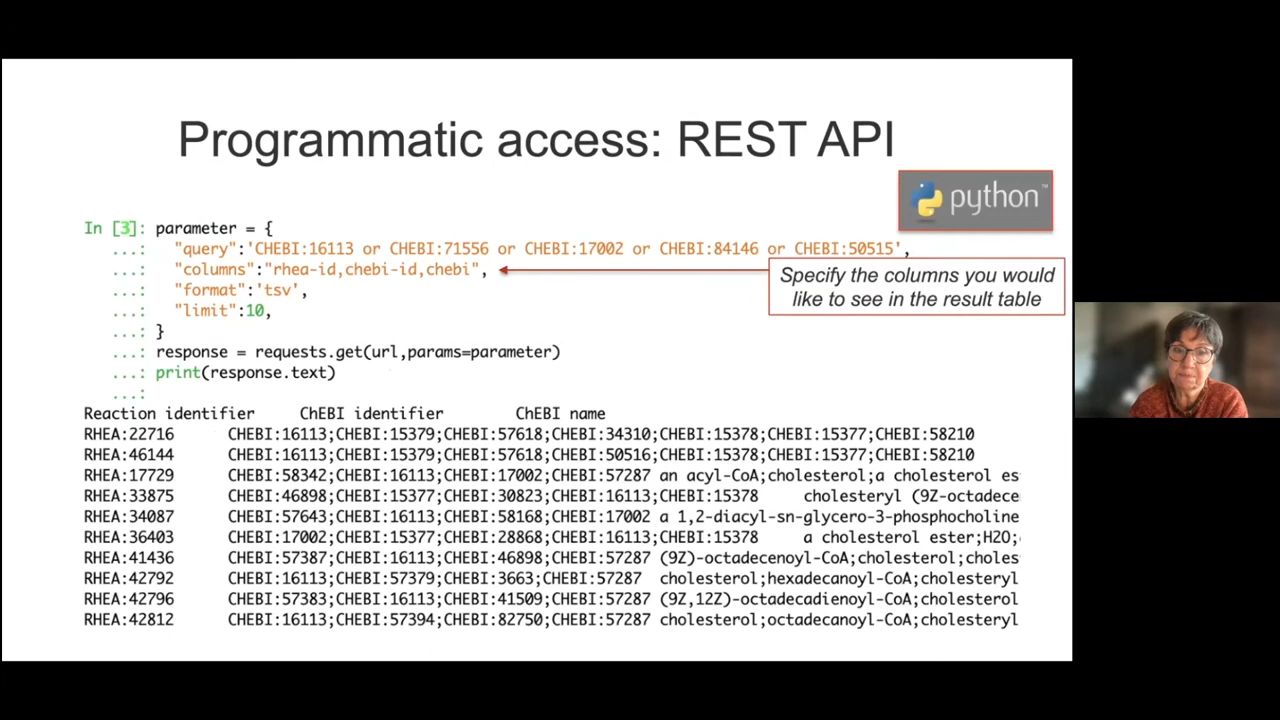 Programmatic access: REST API
python™
In [3]: parameter = {
...: "query":'CHEBI:16113 or CHEBI:71556 or CHEBI:17002 or CHEBI:84146 or CHEBI:50515',
...: "columns":"rhea-id,chebi-id,chebi",
Specify the columns you would
like to see in the result table
...: "format":'tsv',
...: "limit":10,
...: }
...: response = requests.get(url,params=parameter)
...: print(response.text)
...:
Reaction identifier ChEBI identifier ChEBI name
RHEA:22716 CHEBI:16113;CHEBI:15379;CHEBI:57618;CHEBI:34310;CHEBI:15378;CHEBI:15377;CHEBI:58210
RHEA:46144 CHEBI:16113;CHEBI:15379;CHEBI:57618;CHEBI:50516;CHEBI:15378;CHEBI:15377;CHEBI:58210
RHEA:17729 CHEBI:58342;CHEBI:16113;CHEBI:17002;CHEBI:57287 an acyl-CoA;cholesterol;a cholesterol es
RHEA:33875 CHEBI:46898;CHEBI:15377;CHEBI:30823;CHEBI:16113;CHEBI:15378 cholesteryl (9Z-octadece
RHEA:34087 CHEBI:57643;CHEBI:16113;CHEBI:58168;CHEBI:17002 a 1,2-diacyl-sn-glycero-3-phosphocholine
RHEA:36403 CHEBI:17002;CHEBI:15377;CHEBI:28868;CHEBI:16113;CHEBI:15378 a cholesterol ester;H2O;
RHEA:41436 CHEBI:57387;CHEBI:16113;CHEBI:46898;CHEBI:57287 (9Z)-octadecenoyl-CoA;cholesterol;choles
RHEA:42792 CHEBI:16113;CHEBI:57379;CHEBI:3663;CHEBI:57287 cholesterol;hexadecanoyl-CoA;cholesteryl
RHEA:42796 CHEBI:57383;CHEBI:16113;CHEBI:41509;CHEBI:57287 (9Z,12Z)-octadecadienoyl-CoA;cholesterol
RHEA:42812 CHEBI:16113;CHEBI:57394;CHEBI:82750;CHEBI:57287 cholesterol;octadecanoyl-CoA;cholesteryl